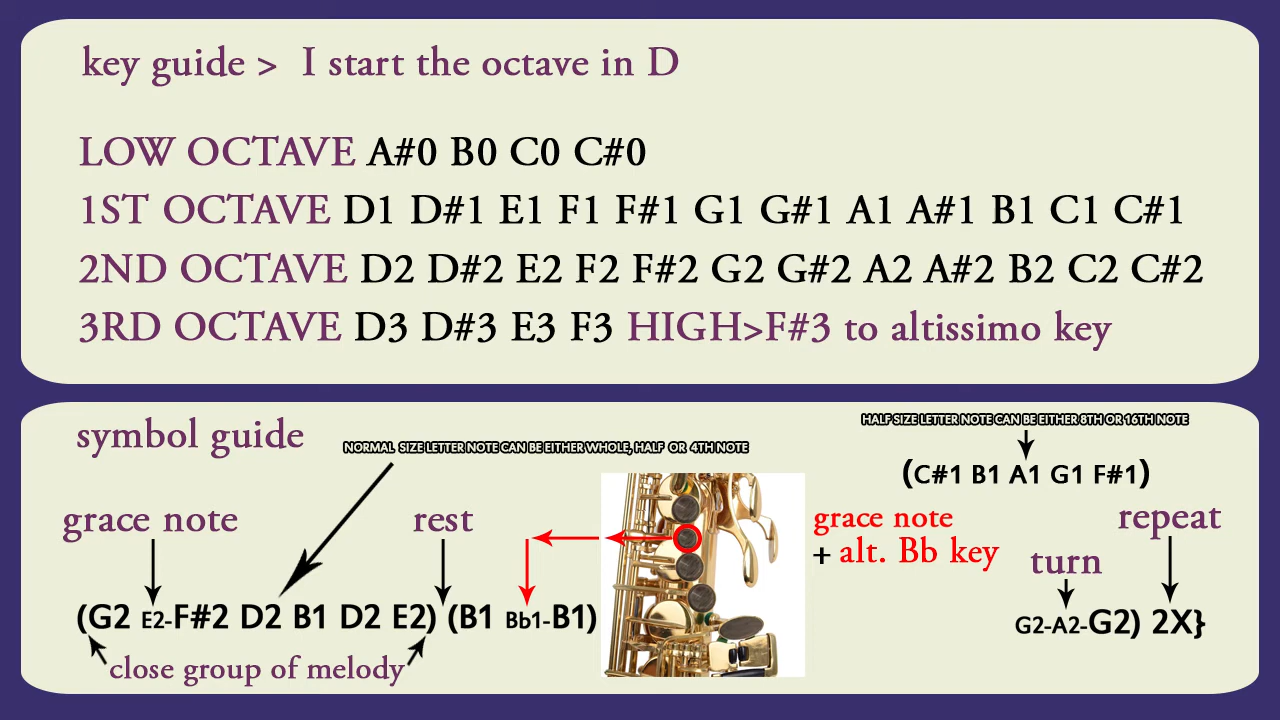 key guide > I start the octave in D
LOW OCTAVE A#0 B0 C0 C#0
1ST OCTAVE D1 D#1 E1 F1 F#1 G1 G#1 A1 A#1 B1 C1 C#1
2ND OCTAVE D2 D#2 E2 F2 F#2 G2 G#2 A2 A#2 B2 C2 C#2
3RD OCTAVE D3 D#3 E3 F3 HIGH>F#3 to altissimo key
symbol guide
NORMAL SIZE LETTER NOTE CAN BE EITHER WHOLE, HALF OR 4TH NOTE
HALF SIZE LETTER NOTE CAN BE EITHER 8TH OR 16TH NOTE
(C#1 B1 A1 G1 F#1)
grace note
rest
grace note
+ alt. Bb key
turn
repeat
(G2 E2-F#2 D2 B1 D2 E2) (B1 Bb1-B1)
G2-A2-G2) 2X}
close group of melody